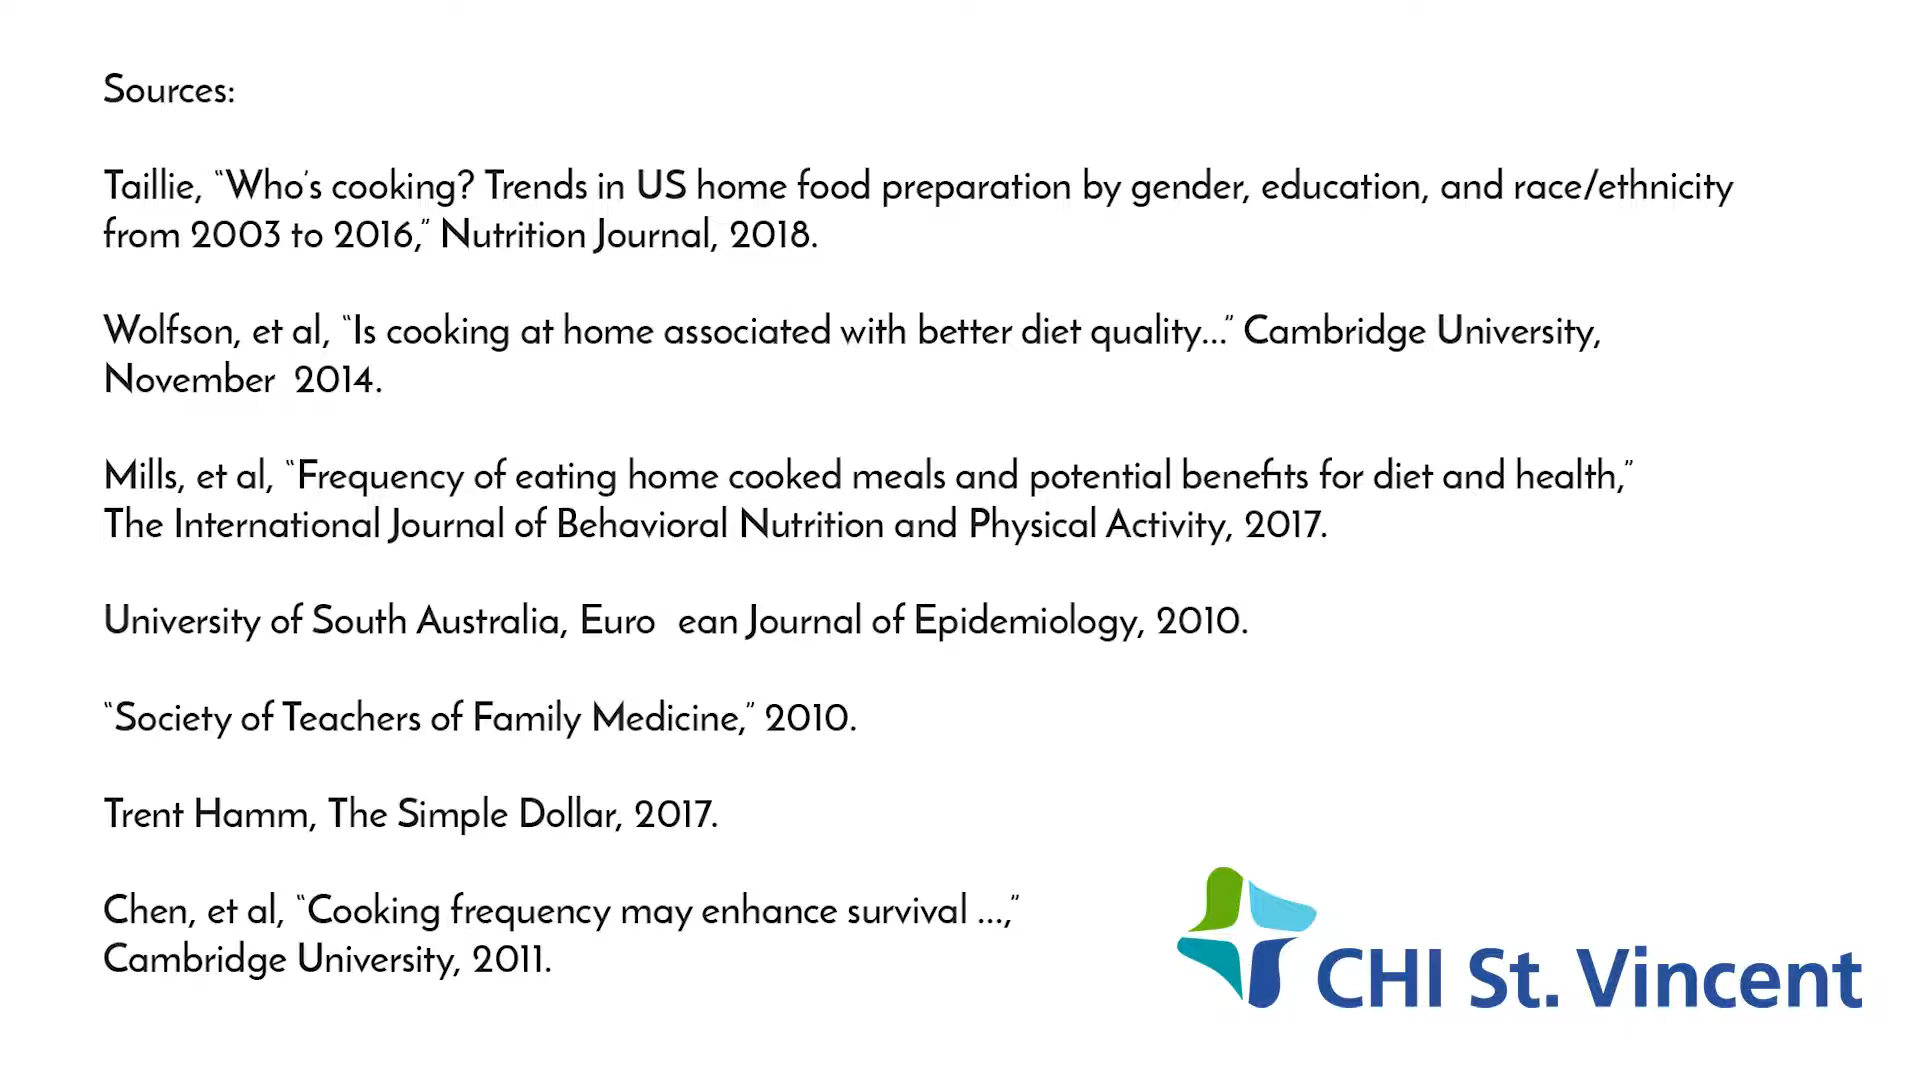 Sources:
Taillie, “Who’s cooking? Trends in US home food preparation by gender, education, and race/ethnicity
from 2003 to 2016,” Nutrition Journal, 2018.
Wolfson, et al, “Is cooking at home associated with better diet quality...” Cambridge University,
November 2014.
Mills, et al, “Frequency of eating home cooked meals and potential benefits for diet and health,”
The International Journal of Behavioral Nutrition and Physical Activity, 2017.
University of South Australia, Euro ean Journal of Epidemiology, 2010.
“Society of Teachers of Family Medicine,” 2010.
Trent Hamm, The Simple Dollar, 2017.
Chen, et al, “Cooking frequency may enhance survival ...,”
Cambridge University, 2011.
CHI St. Vincent